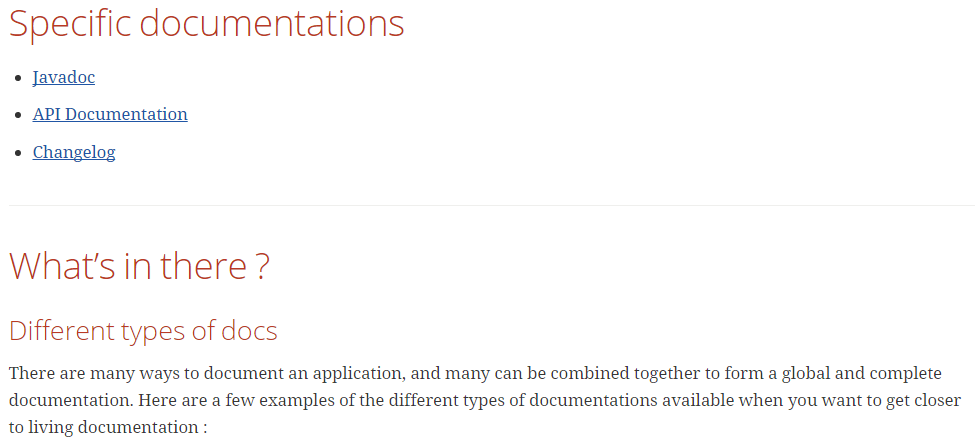 Specific documentations
Javadoc
API Documentation
Changelog
What's in there ?
Different types of docs
There are many ways to document an application, and many can be combined together to form a global and complete
documentation. Here are a few examples of the different types of documentations available when you want to get closer
to living documentation :